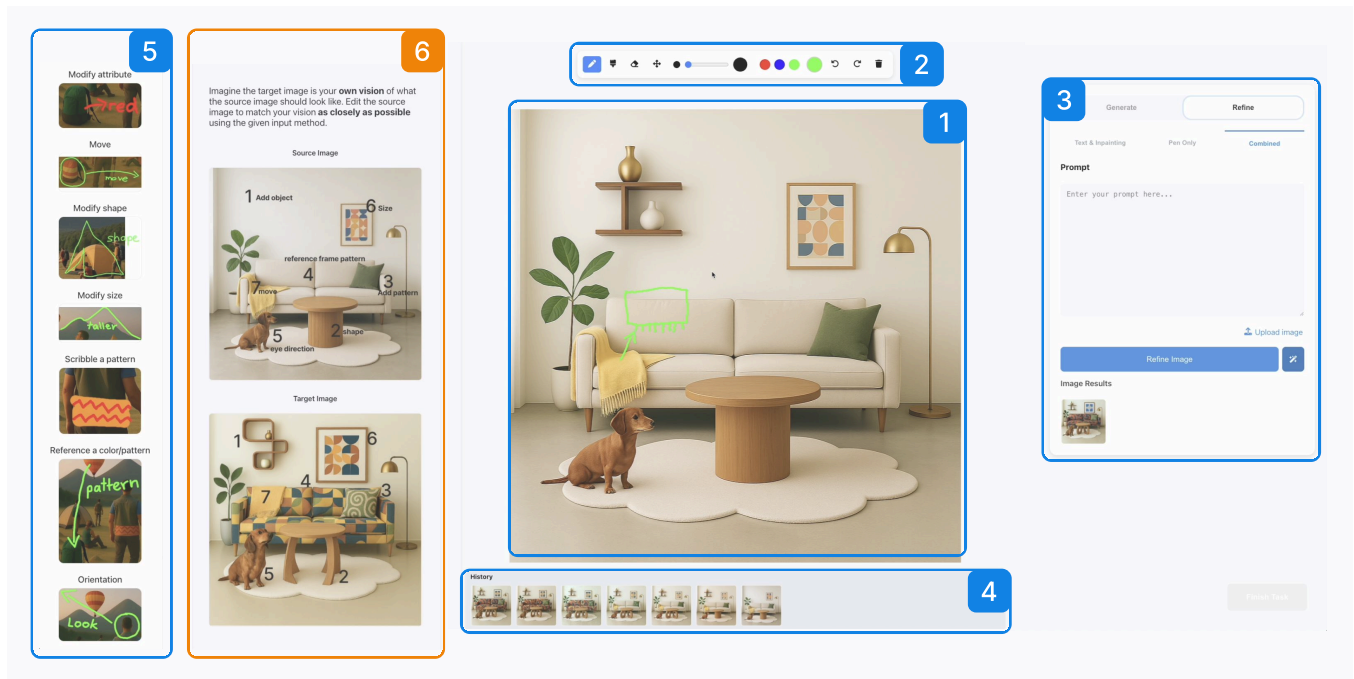 5
Modify attribute
red
Move
move
Modify shape
shape
Modify size
taller
Scribble a pattern
Reference a color/pattern
pattern
Orientation
Look
6
Imagine the target image is your own vision of what
the source image should look like. Edit the source
image to match your vision as closely as possible
using the given input method.
Source Image
1 Add object
6 Size
reference frame pattern
4
3
Add pattern
7 move
2 shape
5
eye direction
Target Image
1
6
4
7
3
5
2
2
1
History
4
3
Generate
Refine
Text & Inpainting
Pen Only
Combined
Prompt
Enter your prompt here...
Upload image
Refine Image
Image Results
Finish Task